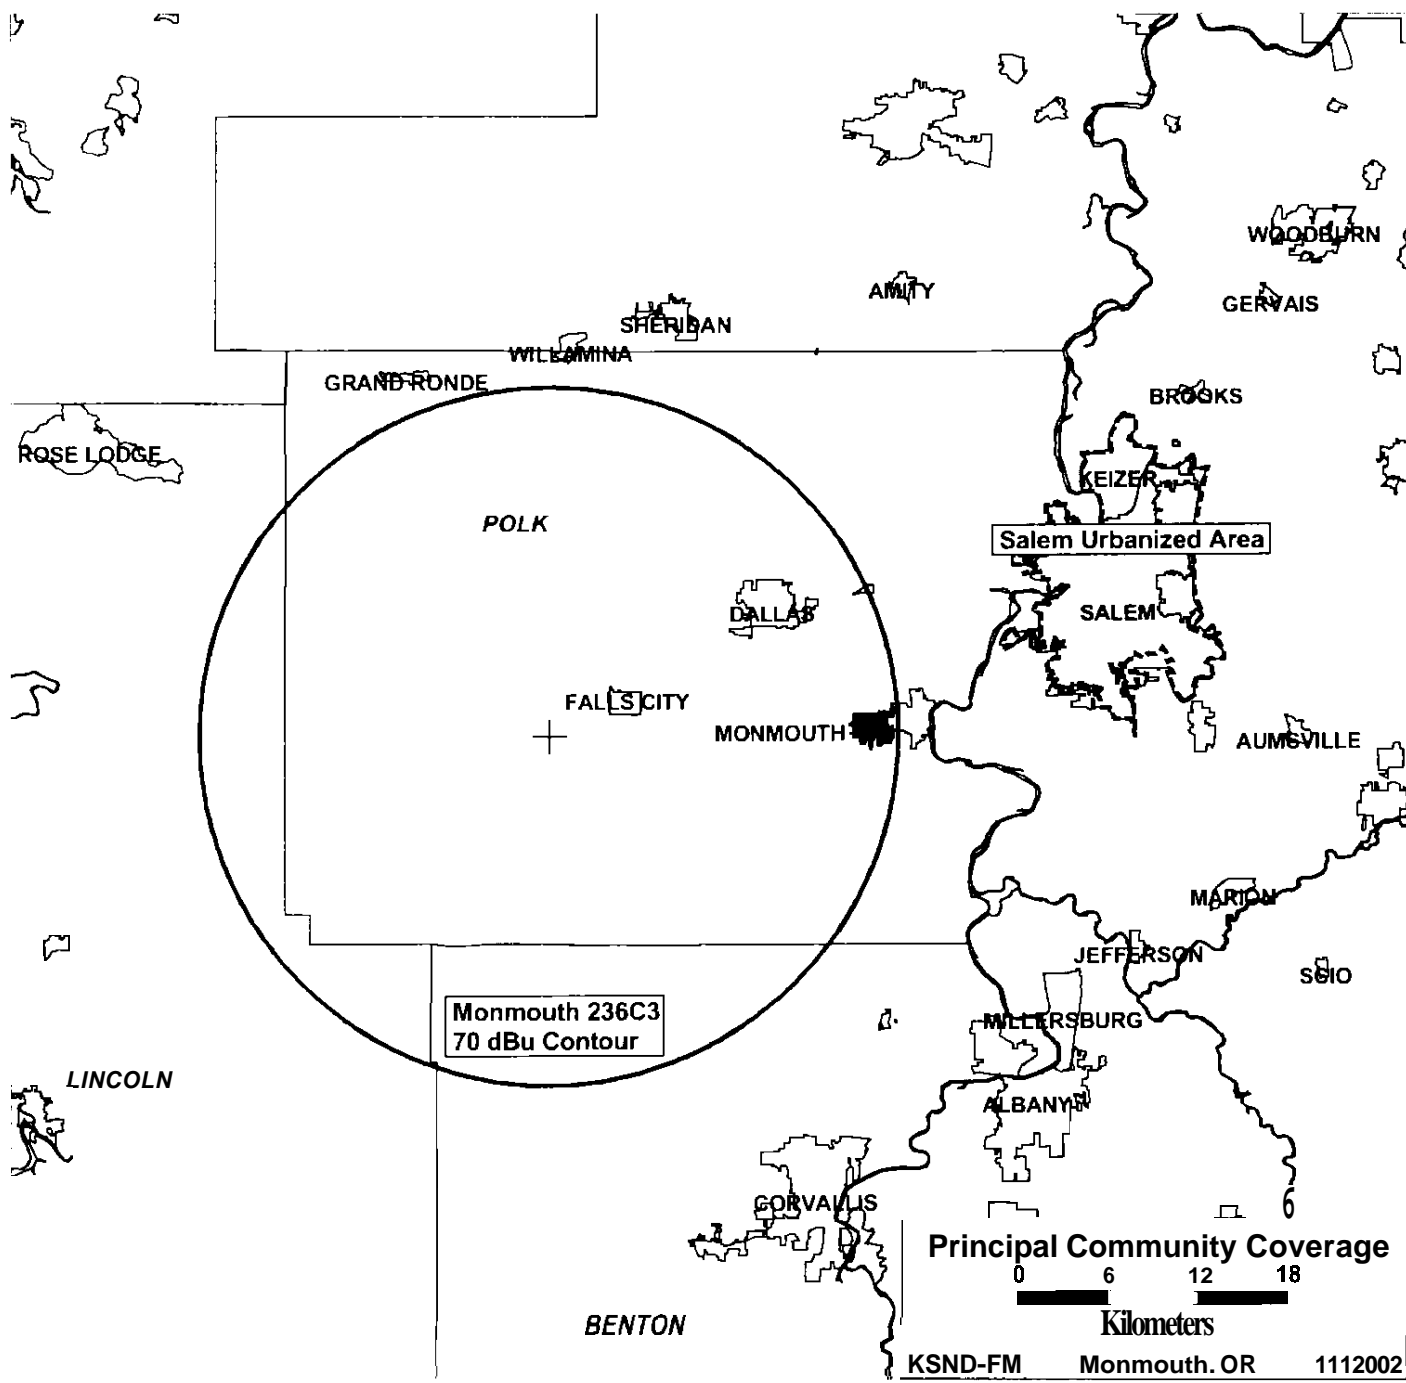 WOODBURN
AMITY
GERVAIS
SHERIDAN
WILLAMINA
GRAND RONDE
BROOKS
ROSE LODGE
KEIZER
POLK
Salem Urbanized Area
DALLAS
SALEM
FALLS CITY
MONMOUTH
AUMSVILLE
MARION
JEFFERSON
SCIO
Monmouth 236C3
70 dBu Contour
MILLERSBURG
LINCOLN
ALBANY
CORVALLIS
6
Principal Community Coverage
0 6 12 18
Kilometers
BENTON
KSND-FM Monmouth. OR 1112002